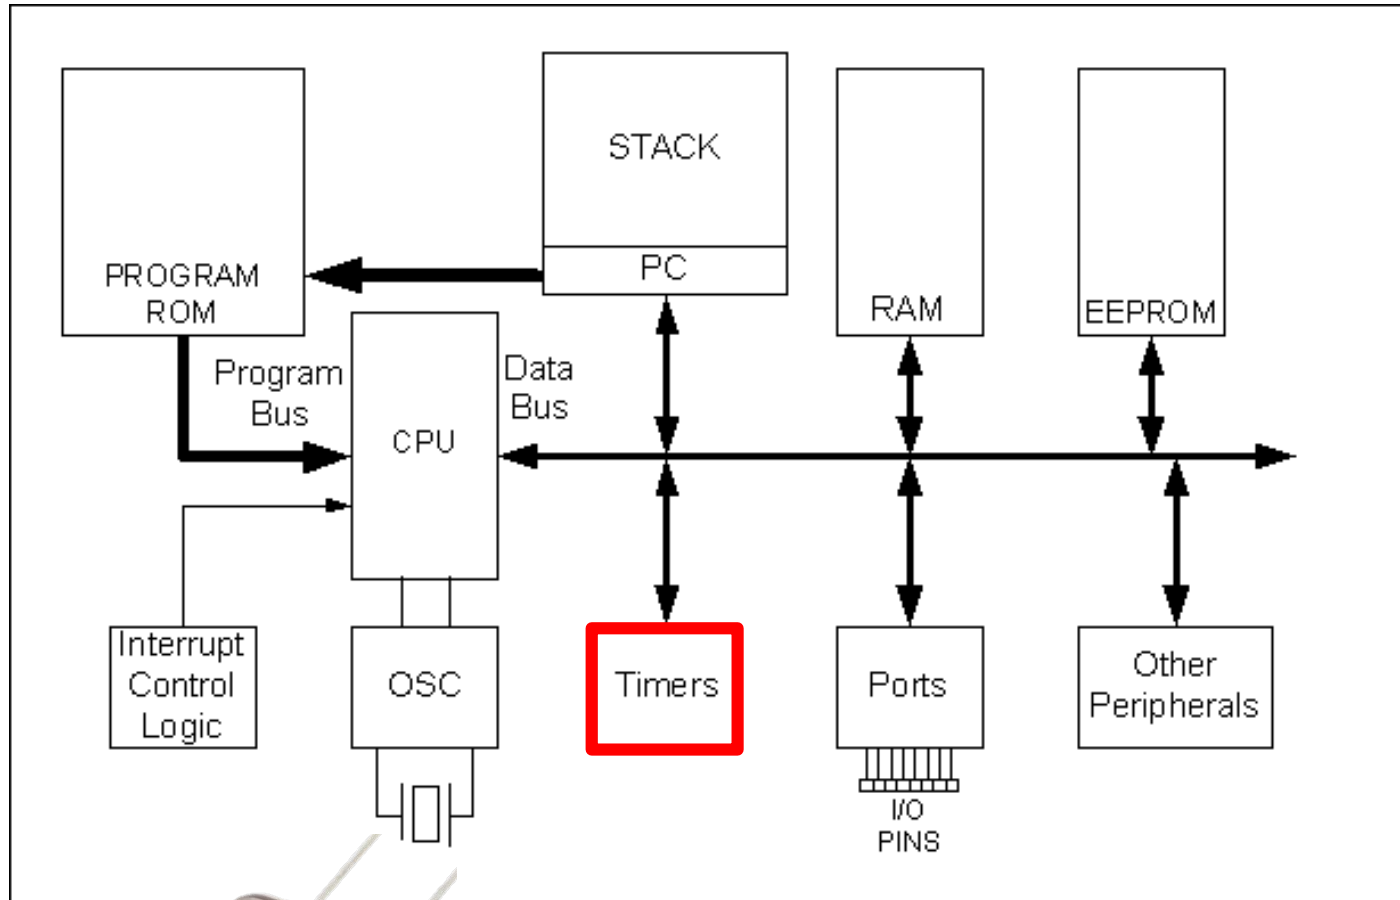 STACK
PC
PROGRAM
ROM
RAM
EEPROM
Program
Bus
Data
Bus
CPU
Interrupt
Control
Logic
OSC
Timers
Ports
Other
Peripherals
I/O
PINS